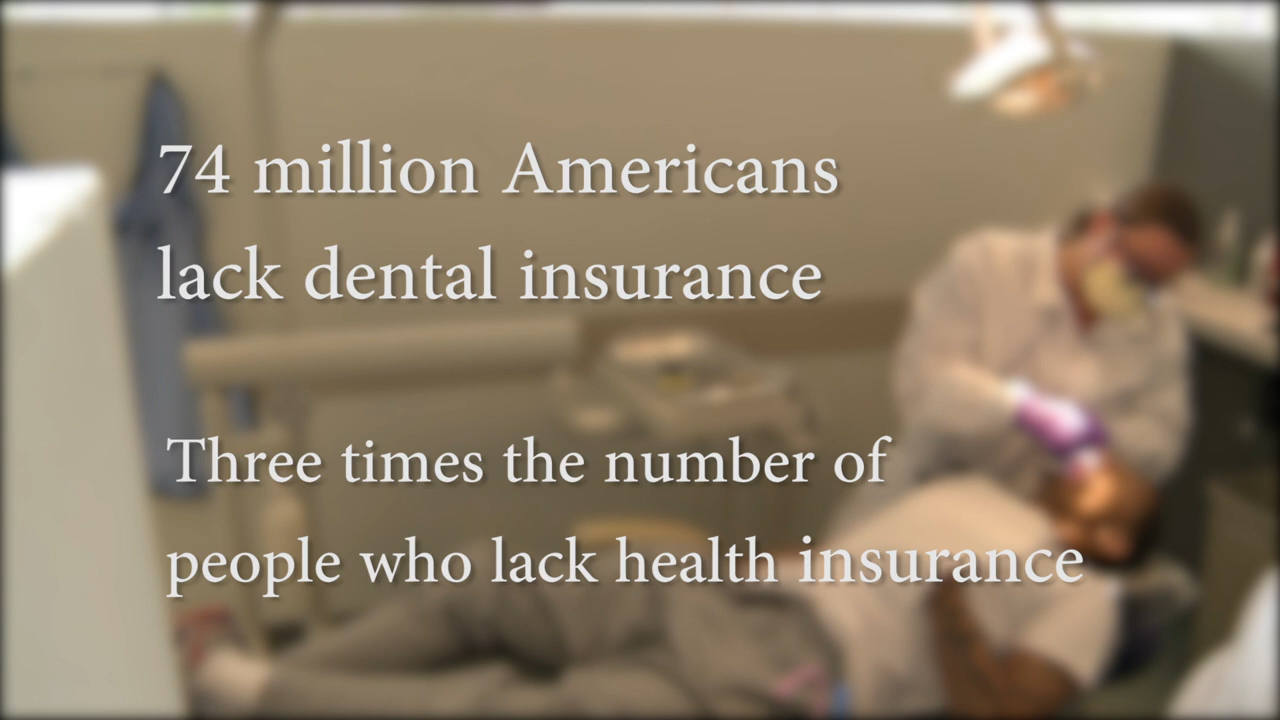 74 million Americans
lack dental insurance
Three times the number of
people who lack health insurance